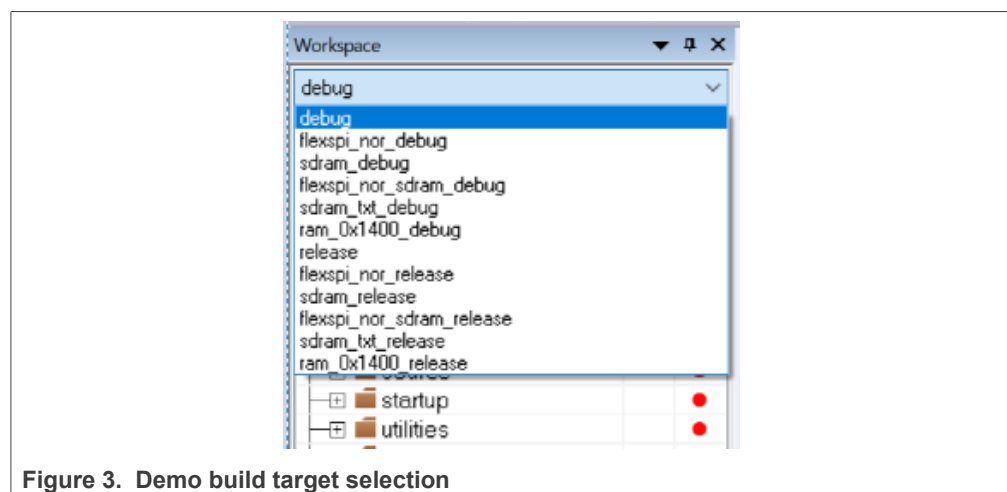 Workspace
debug
debug
flexspi_nor_debug
sdram_debug
flexspi_nor_sdram_debug
sdram_txt_debug
ram_0x1400_debug
release
flexspi_nor_release
sdram_release
flexspi_nor_sdram_release
sdram_txt_release
ram_0x1400_release
startup
utilities
Figure 3. Demo build target selection